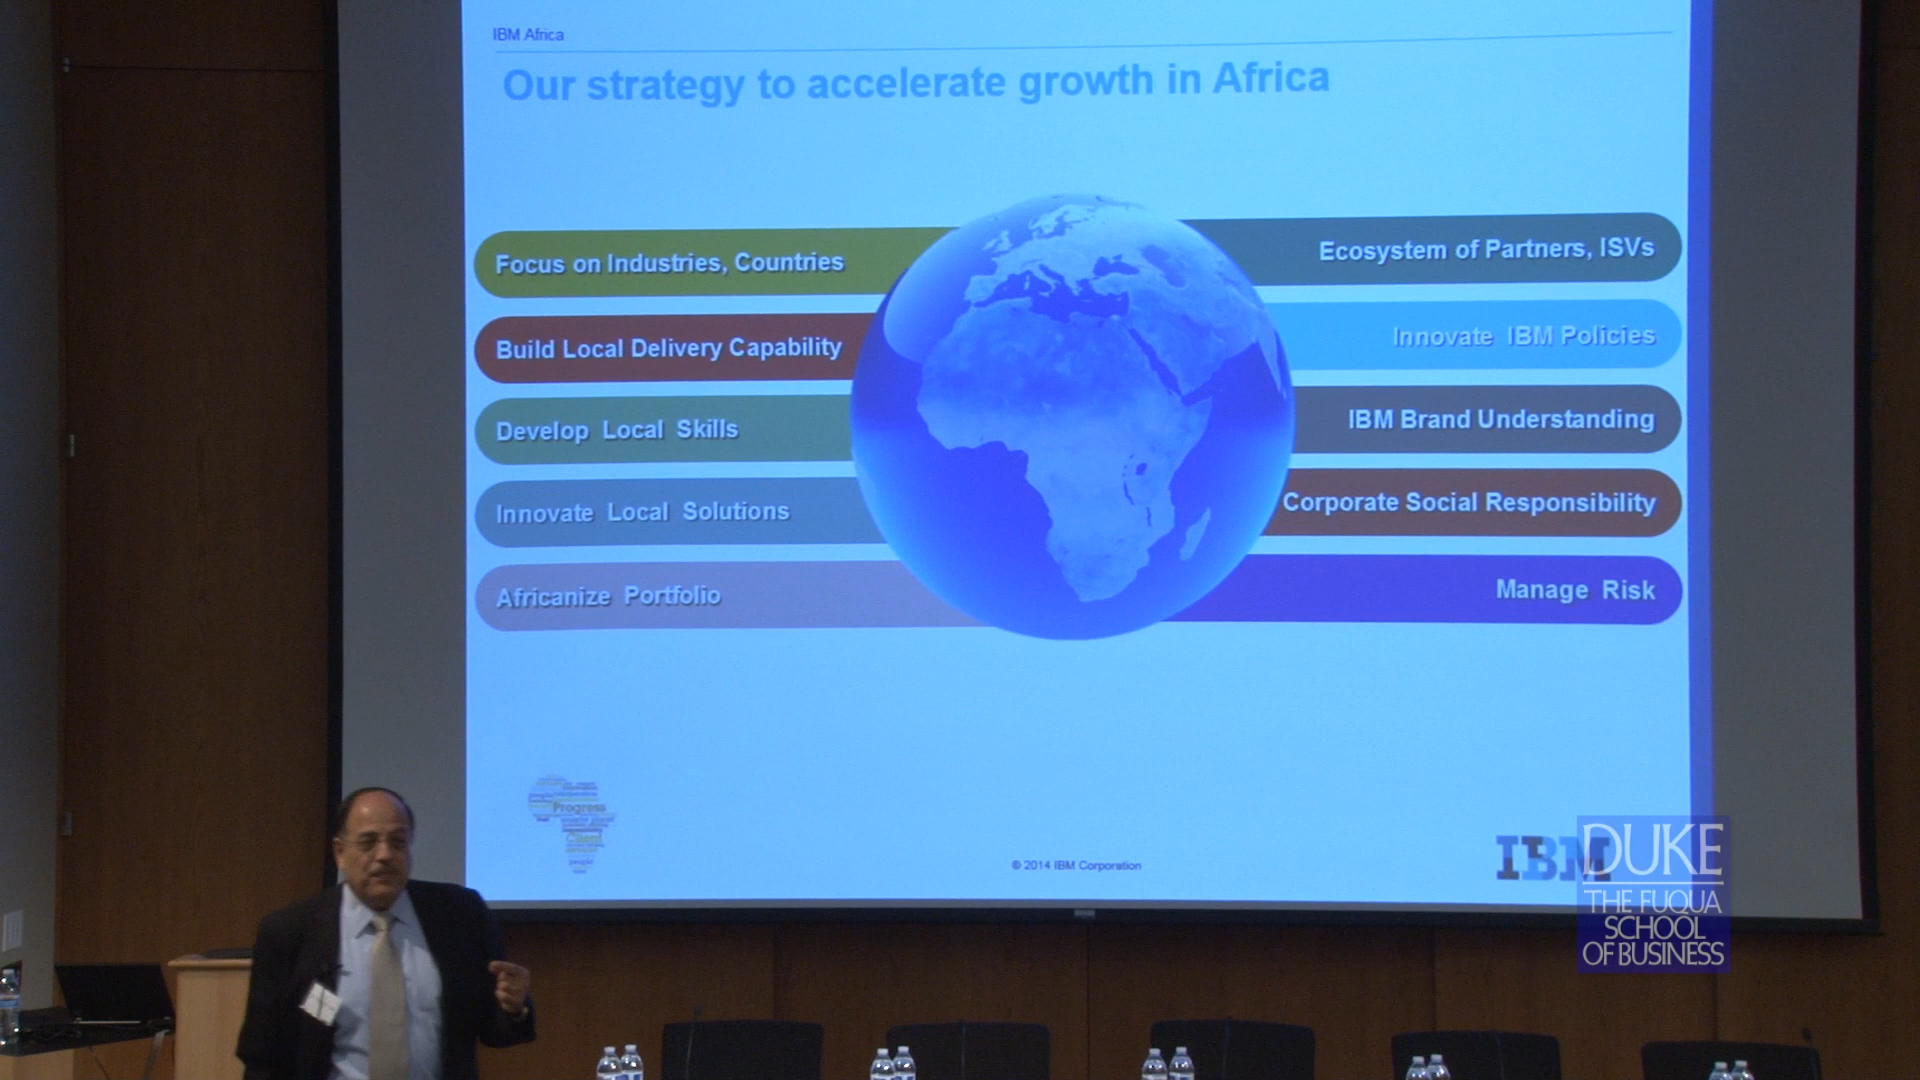 IBM Africa
Our strategy to accelerate growth in Africa
Focus on Industries, Countries
Build Local Delivery Capability
Develop Local Skills
Innovate Local Solutions
Africanize Portfolio
Ecosystem of Partners, ISVs
Innovate IBM Policies
IBM Brand Understanding
Corporate Social Responsibility
Manage Risk
Progress
Client
people
© 2014 IBM Corporation
IBM
DUKE
THE FUQUA
SCHOOL
OF BUSINESS